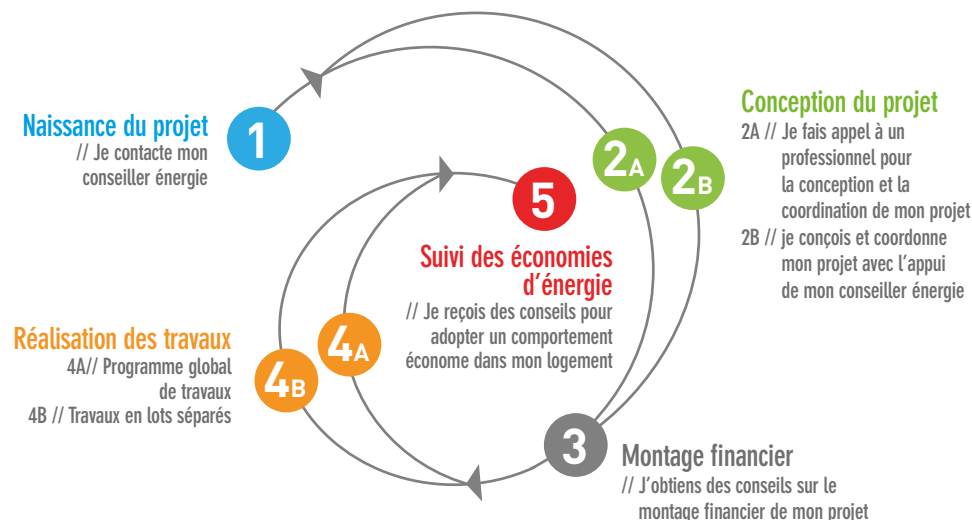 1
Naissance du projet
// Je contacte mon
conseiller énergie
2A
2B
Conception du projet
2A // Je fais appel à un
professionnel pour
la conception et la
coordination de mon projet
2B // je conçois et coordonne
mon projet avec l'appui
de mon conseiller énergie
3
Montage financier
// J'obtiens des conseils sur le
montage financier de mon projet
4A
4B
Réalisation des travaux
4A// Programme global
de travaux
4B // Travaux en lots séparés
5
Suivi des économies
d'énergie
// Je reçois des conseils pour
adopter un comportement
économe dans mon logement